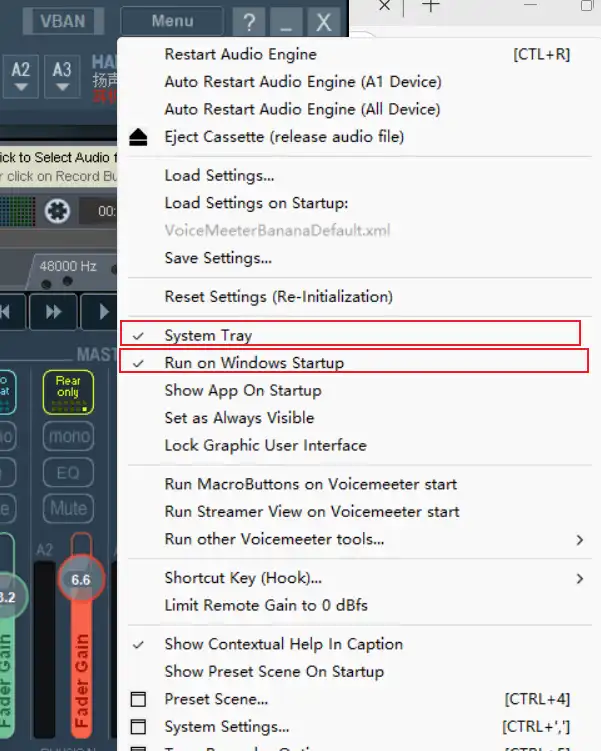 VBAN
Menu
?
_
X
A2
A3
扬声
ick to Select Audio f
r click on Record Bu
00:
48000 Hz
MAST
Rear
only
mono
EQ
Mute
A2
6.6
3.2
Fader Gain
Fader Gain
Restart Audio Engine [CTL+R]
Auto Restart Audio Engine (A1 Device)
Auto Restart Audio Engine (All Device)
Eject Cassette (release audio file)
Load Settings...
Load Settings on Startup:
VoiceMeeterBananaDefault.xml
Save Settings...
Reset Settings (Re-Initialization)
System Tray
Run on Windows Startup
Show App On Startup
Set as Always Visible
Lock Graphic User Interface
Run MacroButtons on Voicemeeter start
Run Streamer View on Voicemeeter start
Run other Voicemeeter tools...
Shortcut Key (Hook)...
Limit Remote Gain to 0 dBfs
Show Contextual Help In Caption
Show Preset Scene On Startup
Preset Scene... [CTRL+4]
System Settings... [CTRL+',']